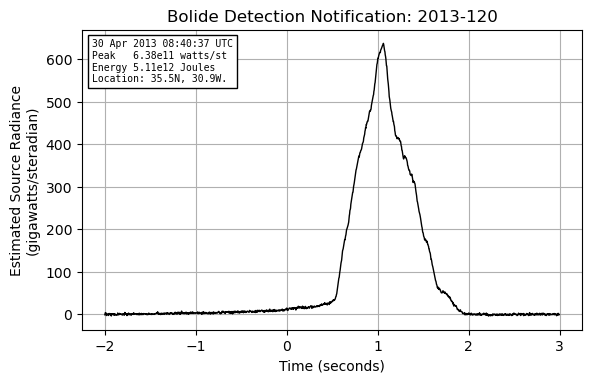 Bolide Detection Notification: 2013-120
30 Apr 2013 08:40:37 UTC
Peak   6.38e11 watts/st
Energy 5.11e12 Joules
Location: 35.5N, 30.9W.
Estimated Source Radiance
(gigawatts/steradian)
600
500
400
300
200
100
0
−2 −1 0 1 2 3
Time (seconds)